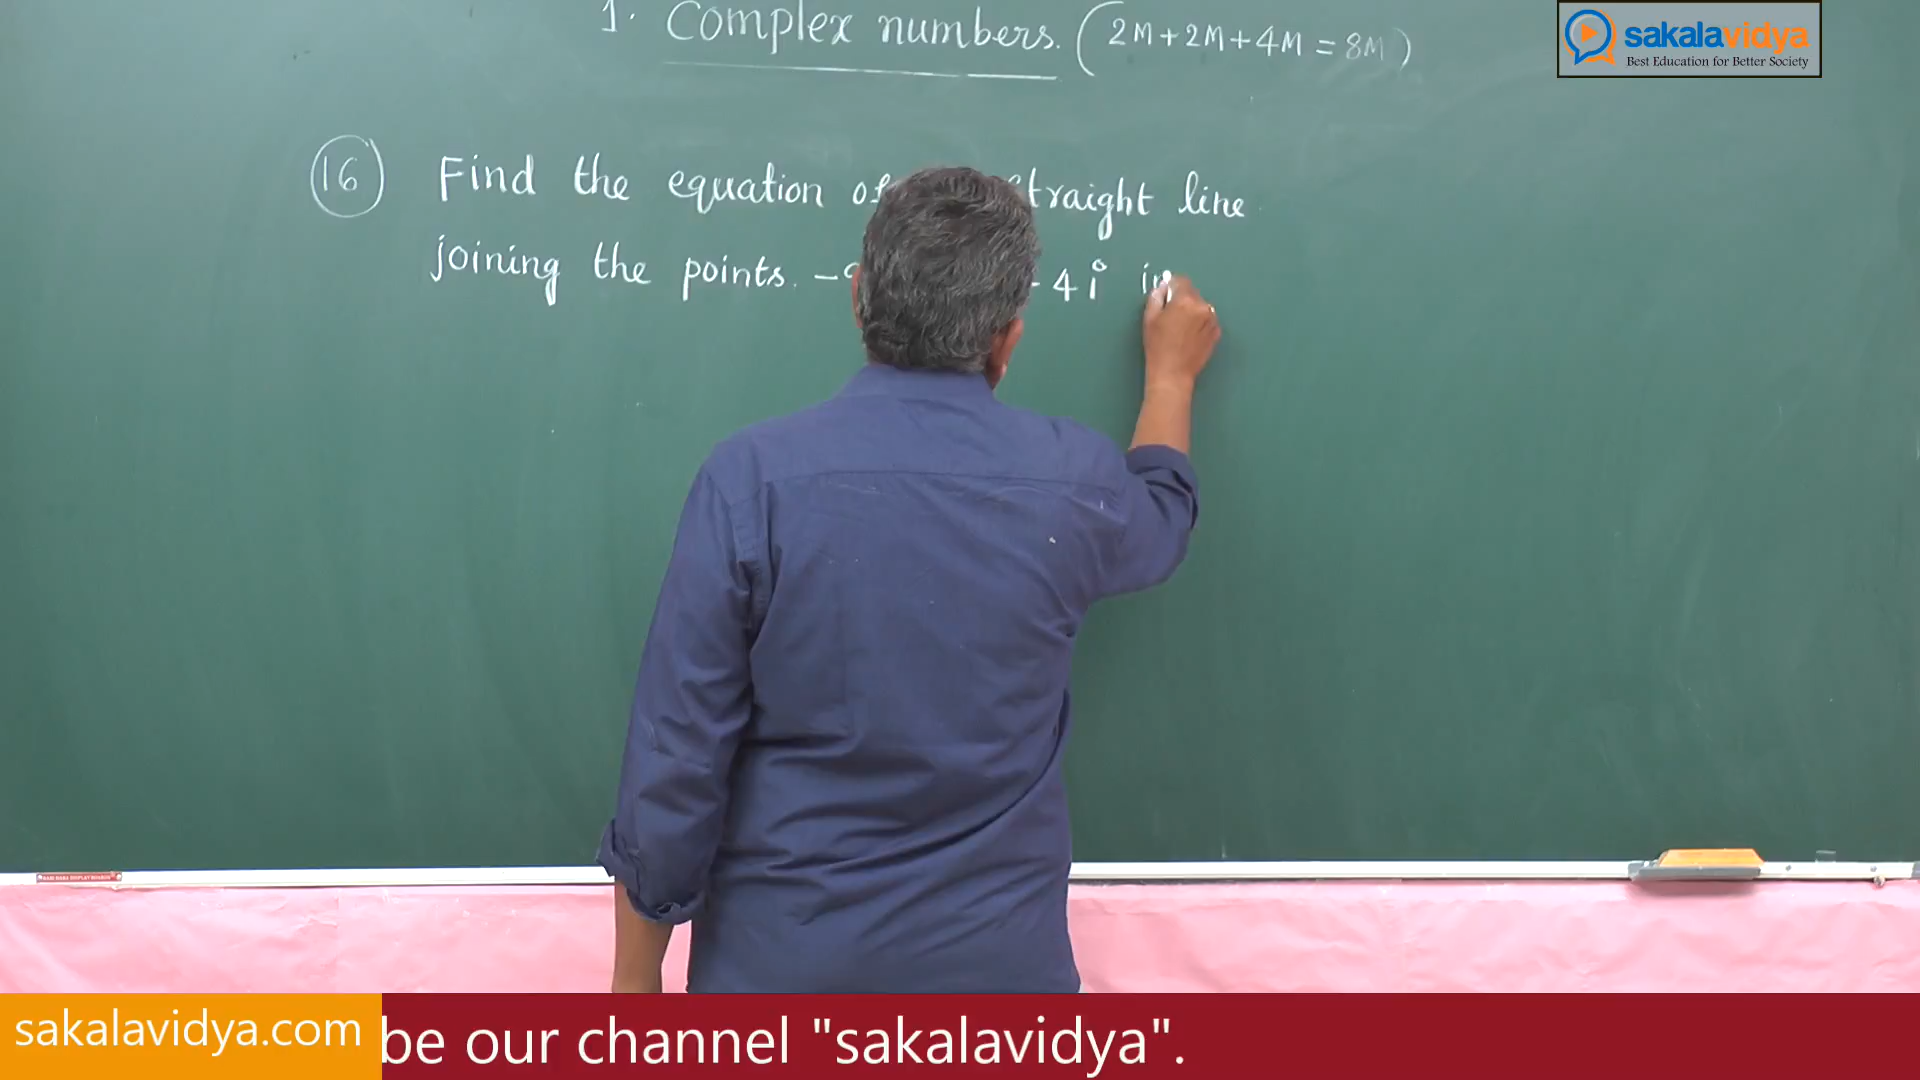 1. Complex numbers. (2M+2M+4M = 8M)
sakalavidya
Best Education for Better Society
16 Find the equation of straight line
joining the points. - 4i in
sakalavidya.com
be our channel "sakalavidya".